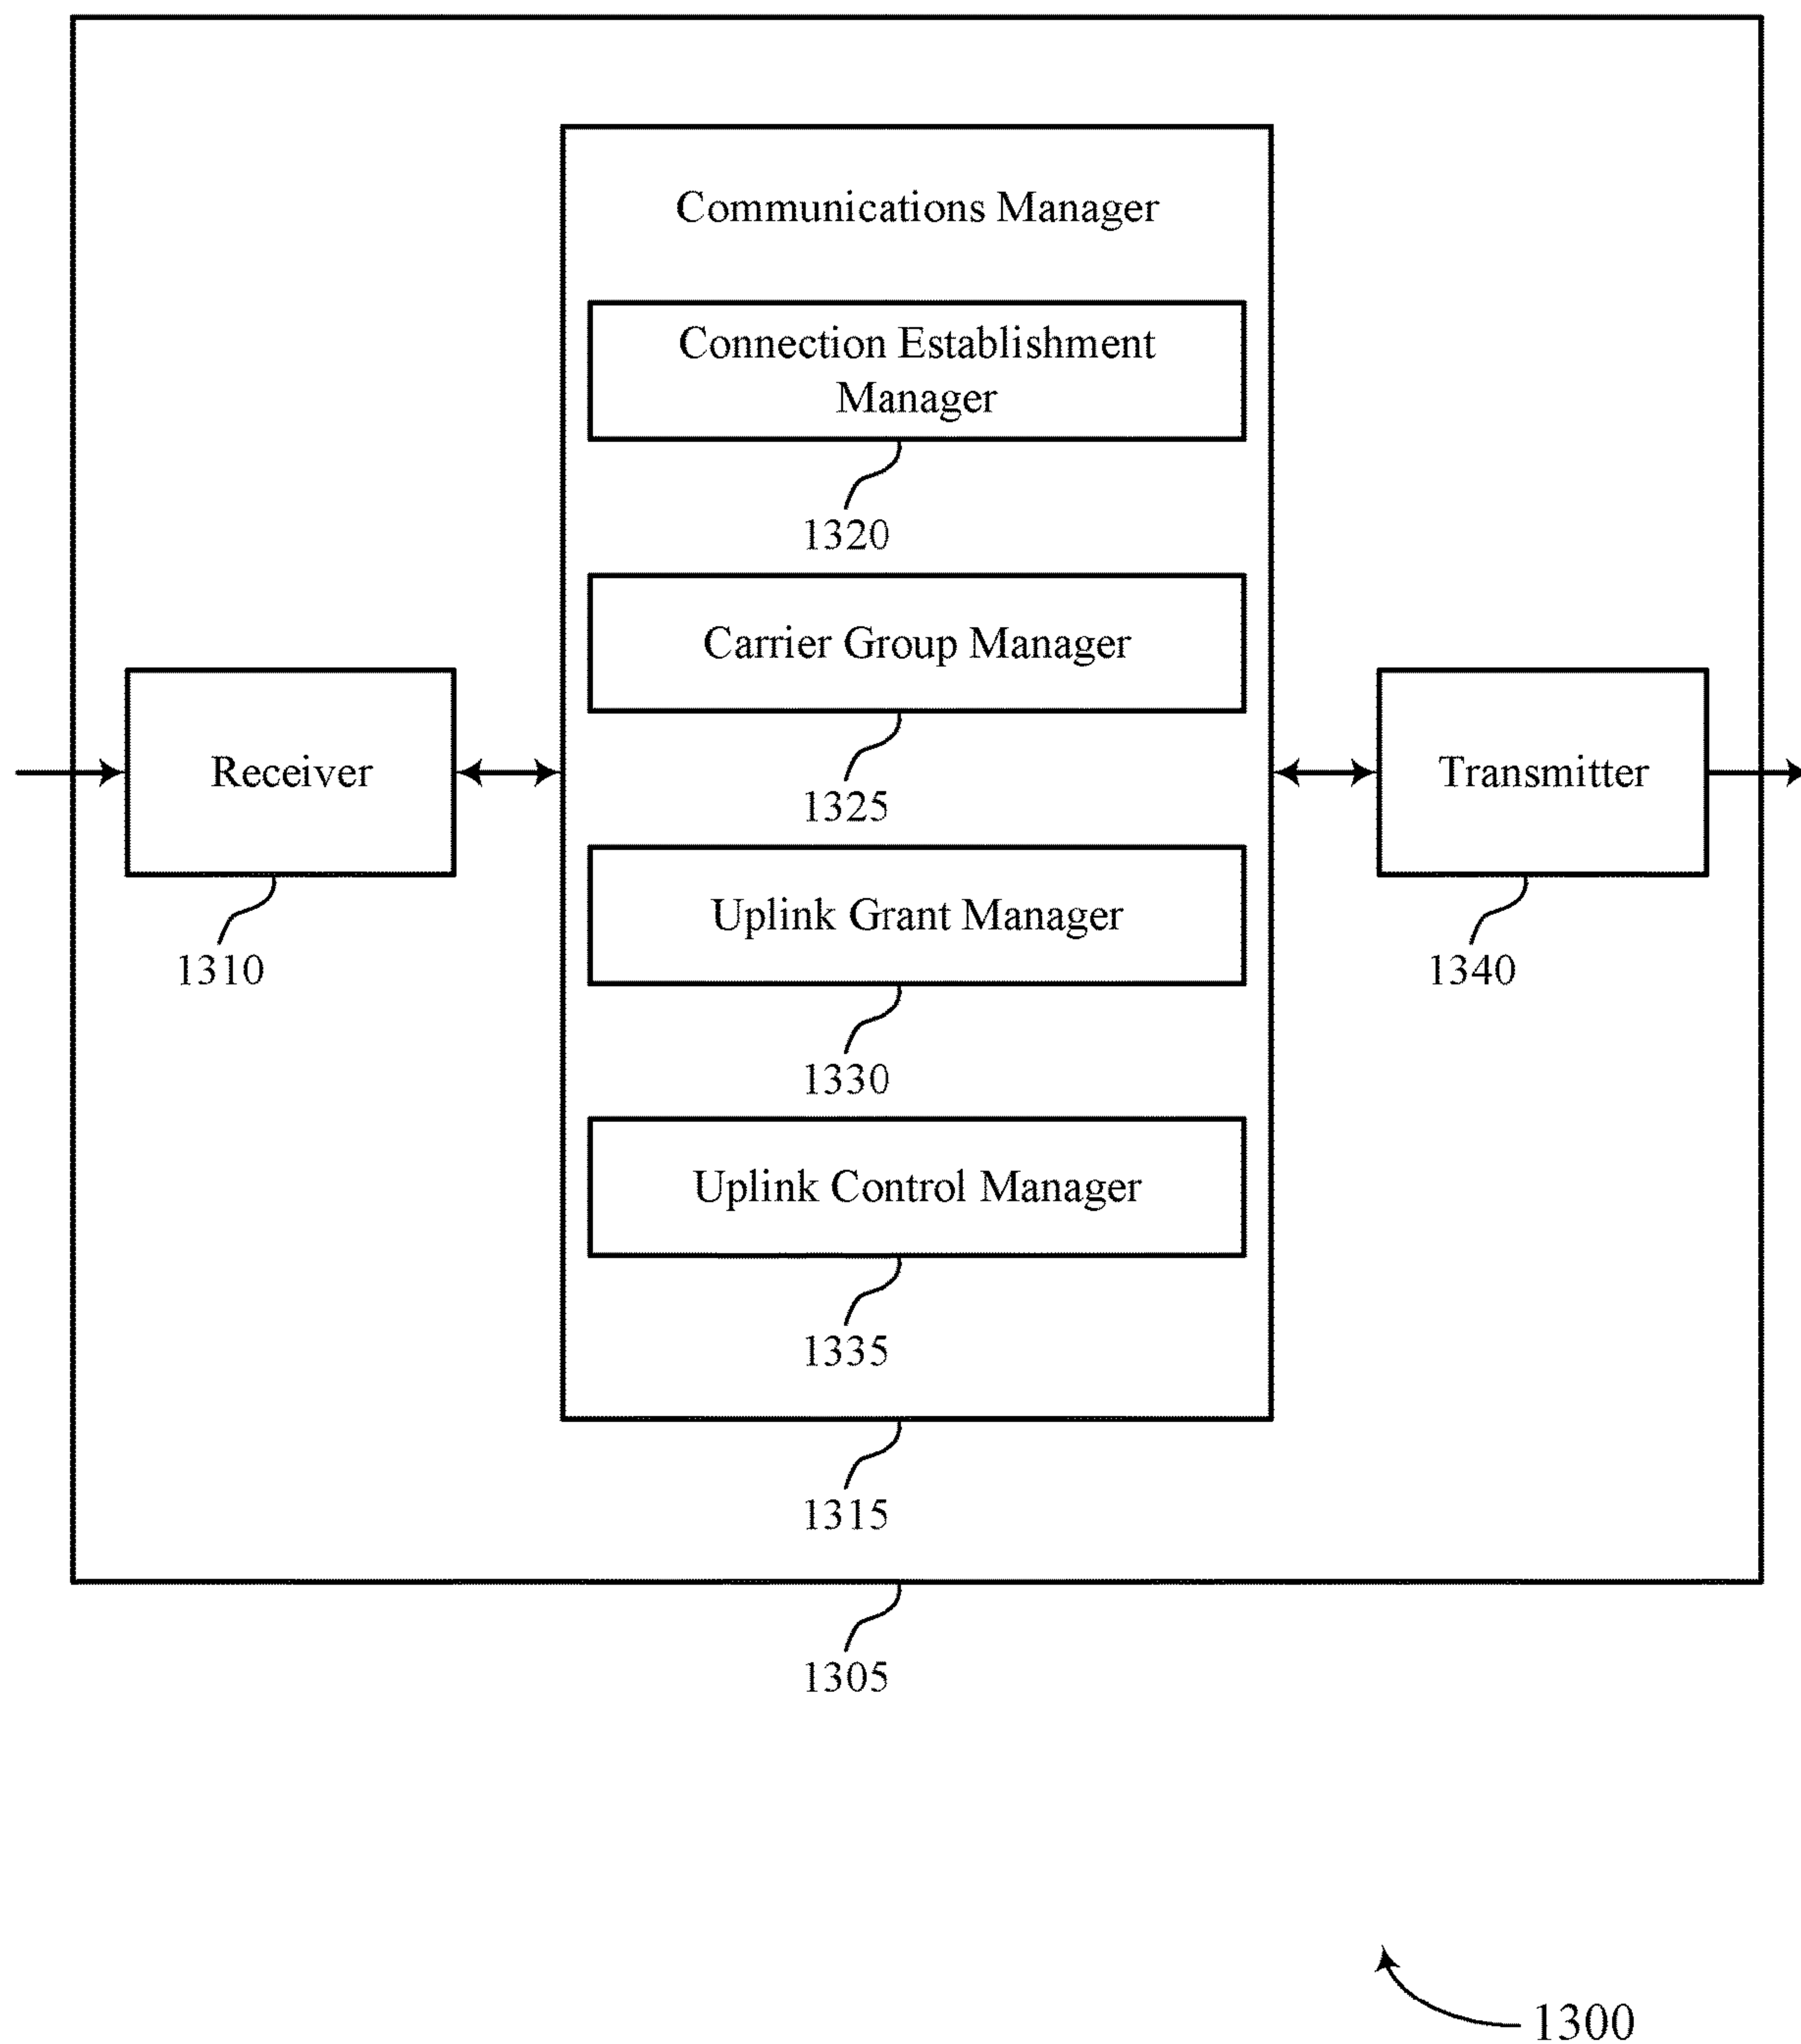 Communications Manager
Connection Establishment
Manager
1320
Carrier Group Manager
1325
Receiver
1310
Transmitter
1340
Uplink Grant Manager
1330
Uplink Control Manager
1335
1315
1305
1300